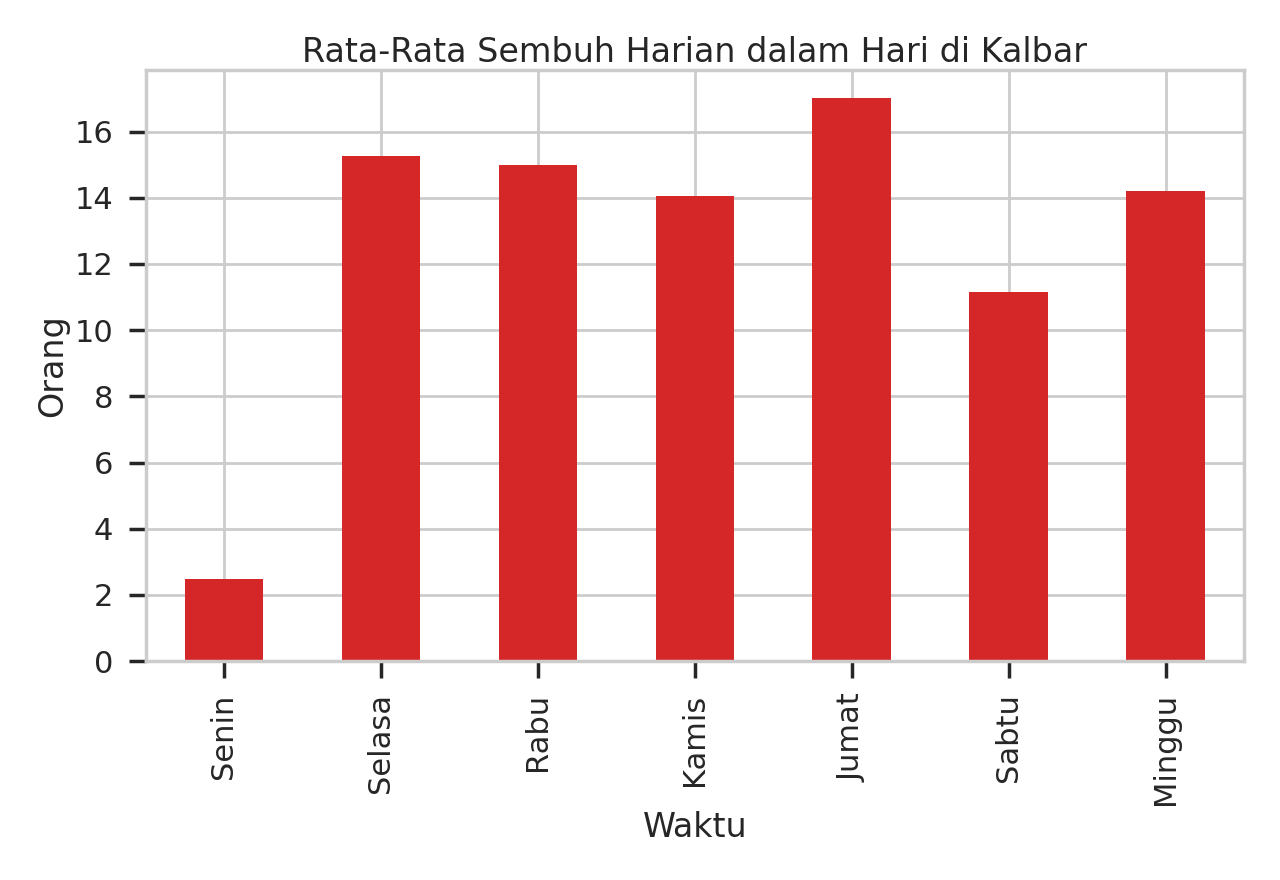 Rata-Rata Sembuh Harian dalam Hari di Kalbar
Orang
16
14
12
10
8
6
4
2
0
Senin
Selasa
Rabu
Kamis
Jumat
Sabtu
Minggu
Waktu